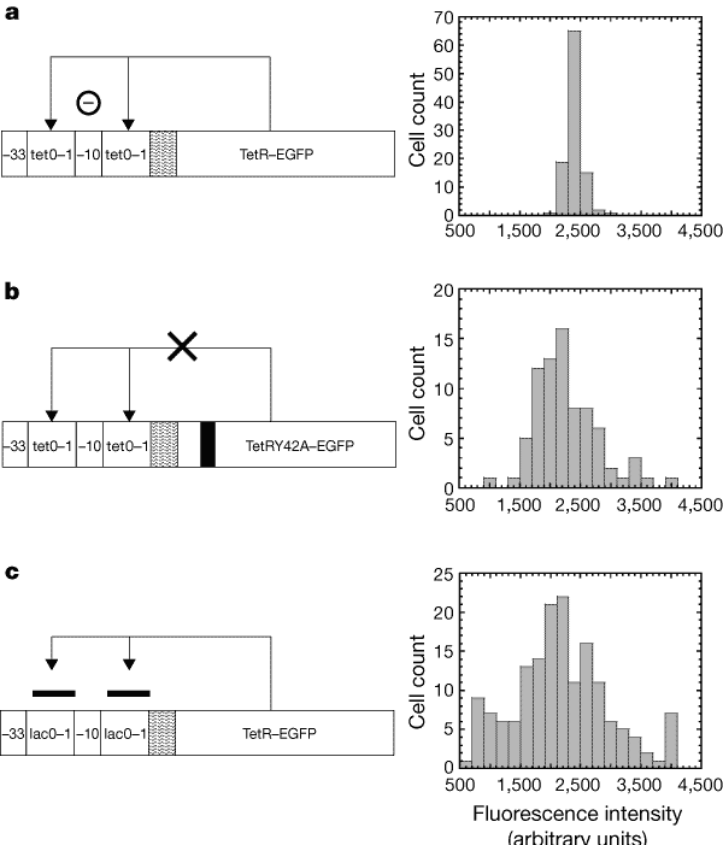 a
–33 tet0–1 –10 tet0–1 TetR–EGFP
–
Cell count
70
60
50
40
30
20
10
0
500 1,500 2,500 3,500 4,500
b
–33 tet0–1 –10 tet0–1 TetRY42A–EGFP
Cell count
20
15
10
5
0
500 1,500 2,500 3,500 4,500
c
–33 lac0–1 –10 lac0–1 TetR–EGFP
Cell count
25
20
15
10
5
0
500 1,500 2,500 3,500 4,500
Fluorescence intensity
(arbitrary units)